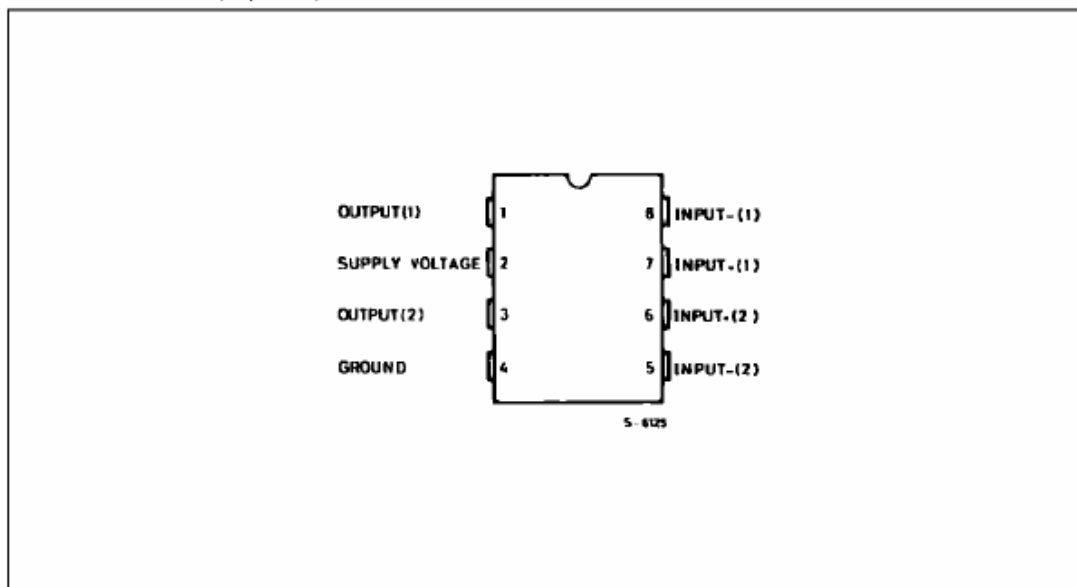 OUTPUT(1) 1 8 INPUT-(1)
SUPPLY VOLTAGE 2 7 INPUT+(1)
OUTPUT(2) 3 6 INPUT+(2)
GROUND 4 5 INPUT-(2)
S-6125